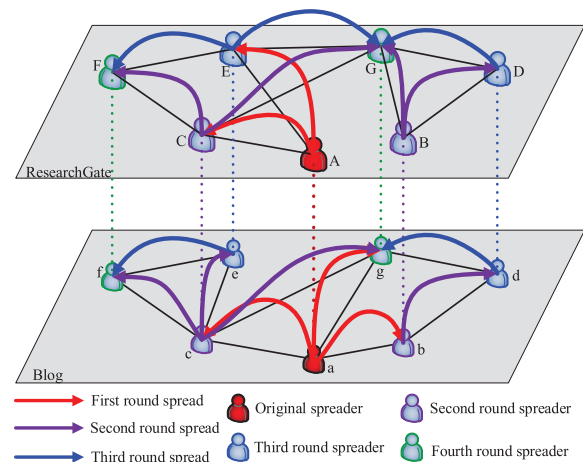 F
E
G
D
C
A
B
ResearchGate
f
e
g
d
c
a
b
Blog
First round spread
Original spreader
Second round spreader
Second round spread
Third round spread
Third round spreader
Fourth round spreader